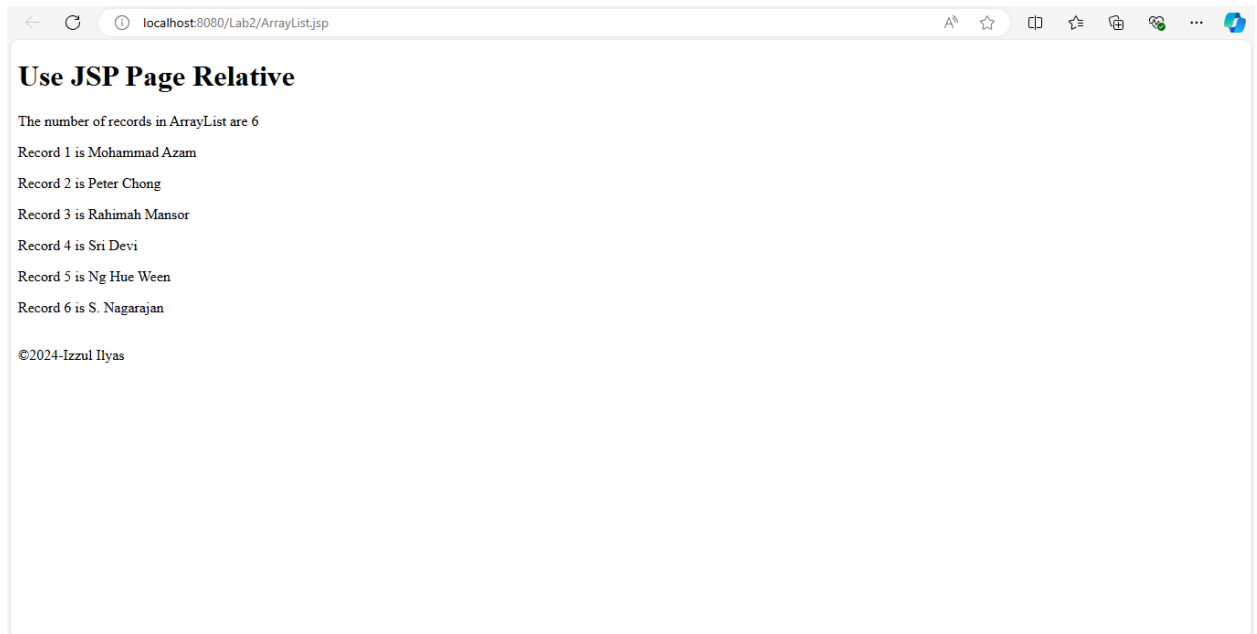 localhost:8080/Lab2/ArrayList.jsp
Use JSP Page Relative
The number of records in ArrayList are 6
Record 1 is Mohammad Azam
Record 2 is Peter Chong
Record 3 is Rahimah Mansor
Record 4 is Sri Devi
Record 5 is Ng Hue Ween
Record 6 is S. Nagarajan
©2024-Izzul Ilyas